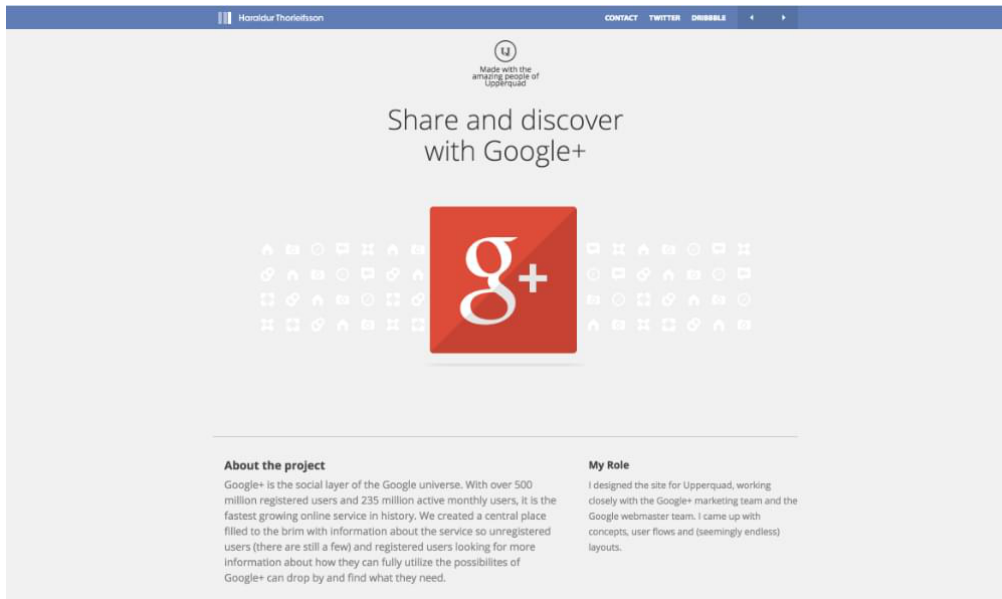 Haraldur Thorleifsson
CONTACT TWITTER DRIBBBLE
Made with the
amazing people of
Upperquad
Share and discover
with Google+
g+
About the project
Google+ is the social layer of the Google universe. With over 500
million registered users and 235 million active monthly users, it is the
fastest growing online service in history. We created a central place
filled to the brim with information about the service so unregistered
users (there are still a few) and registered users looking for more
information about how they can fully utilize the possibilites of
Google+ can drop by and find what they need.
My Role
I designed the site for Upperquad, working
closely with the Google+ marketing team and the
Google webmaster team. I came up with
concepts, user flows and (seemingly endless)
layouts.